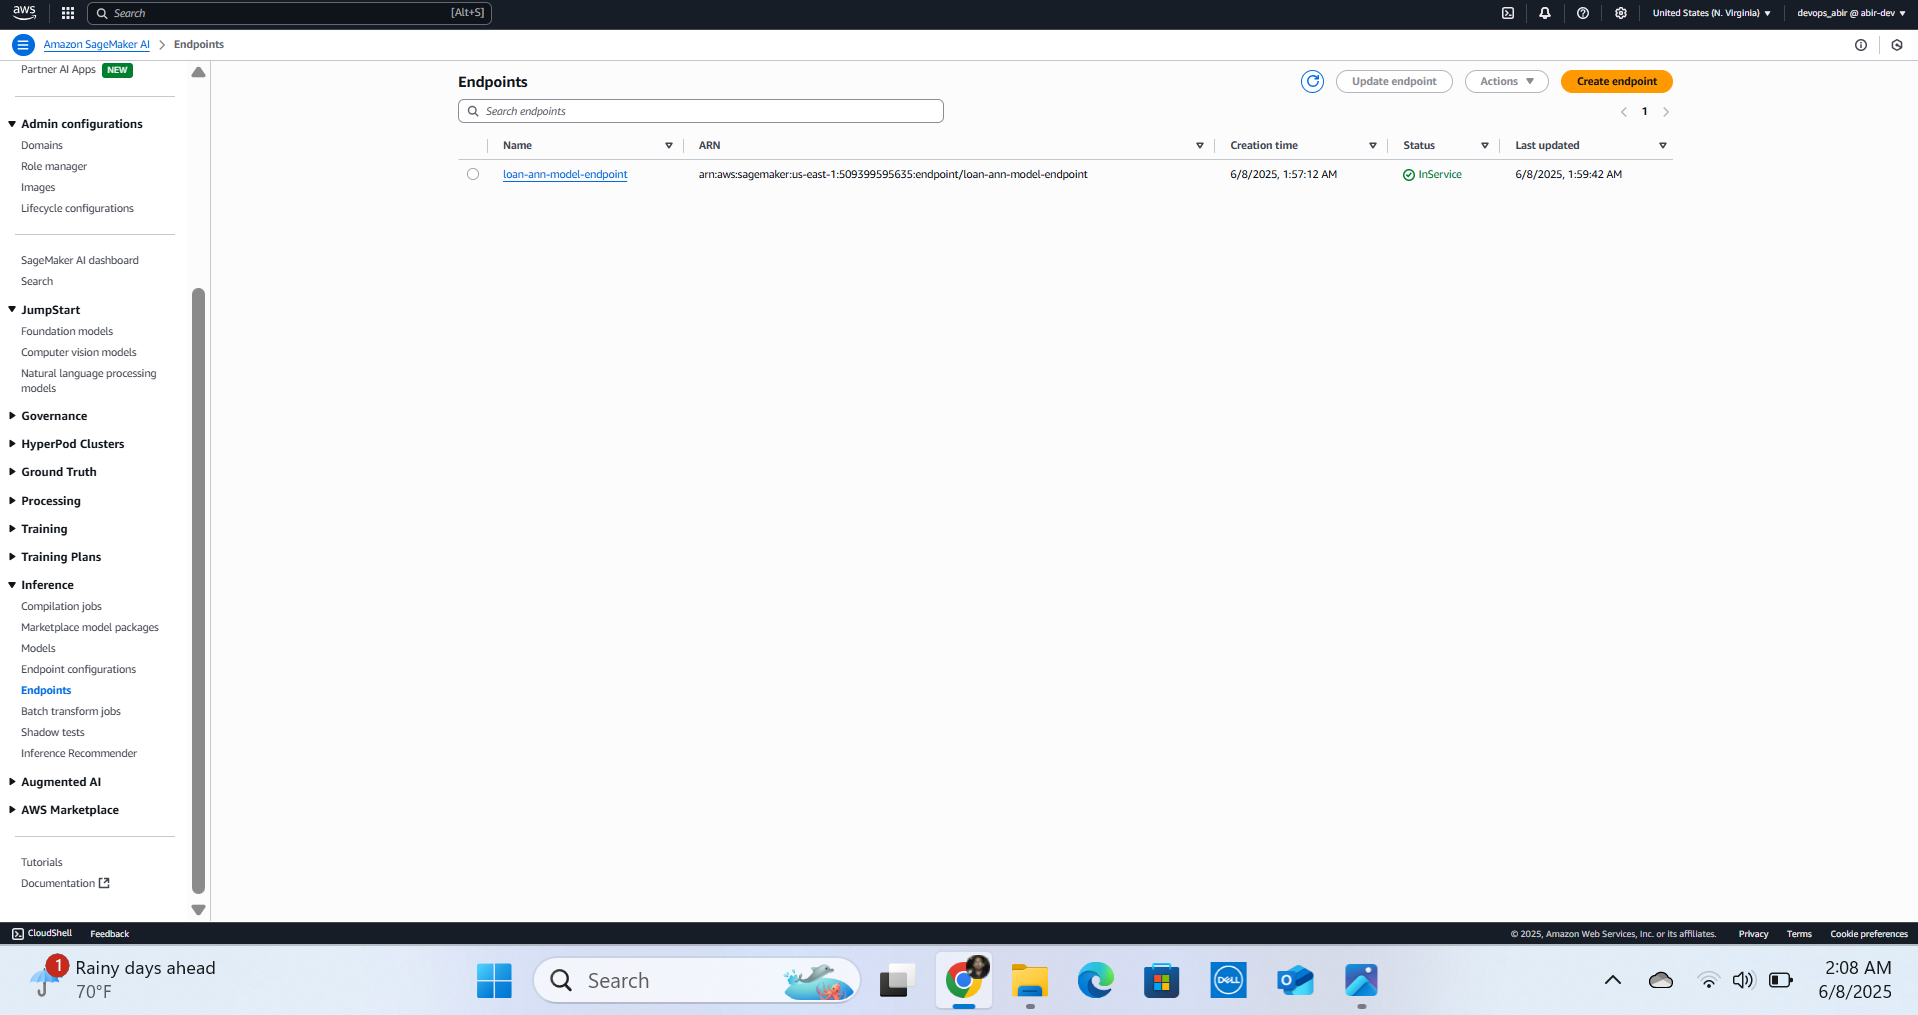 aws
Search [Alt+S]
United States (N. Virginia)
devops_abir @ abir-dev
Amazon SageMaker AI
Endpoints
Partner AI Apps NEW
Admin configurations
Domains
Role manager
Images
Lifecycle configurations
SageMaker AI dashboard
Search
JumpStart
Foundation models
Computer vision models
Natural language processing
models
Governance
HyperPod Clusters
Ground Truth
Processing
Training
Training Plans
Inference
Compilation jobs
Marketplace model packages
Models
Endpoint configurations
Endpoints
Batch transform jobs
Shadow tests
Inference Recommender
Augmented AI
AWS Marketplace
Tutorials
Documentation
Endpoints
Update endpoint
Actions
Create endpoint
Search endpoints
1
Name ARN Creation time Status Last updated
loan-ann-model-endpoint arn:aws:sagemaker:us-east-1:509399595635:endpoint/loan-ann-model-endpoint 6/8/2025, 1:57:12 AM InService 6/8/2025, 1:59:42 AM
CloudShell Feedback
© 2025, Amazon Web Services, Inc. or its affiliates. Privacy Terms Cookie preferences
1
Rainy days ahead
70°F
Search
DELL
2:08 AM
6/8/2025